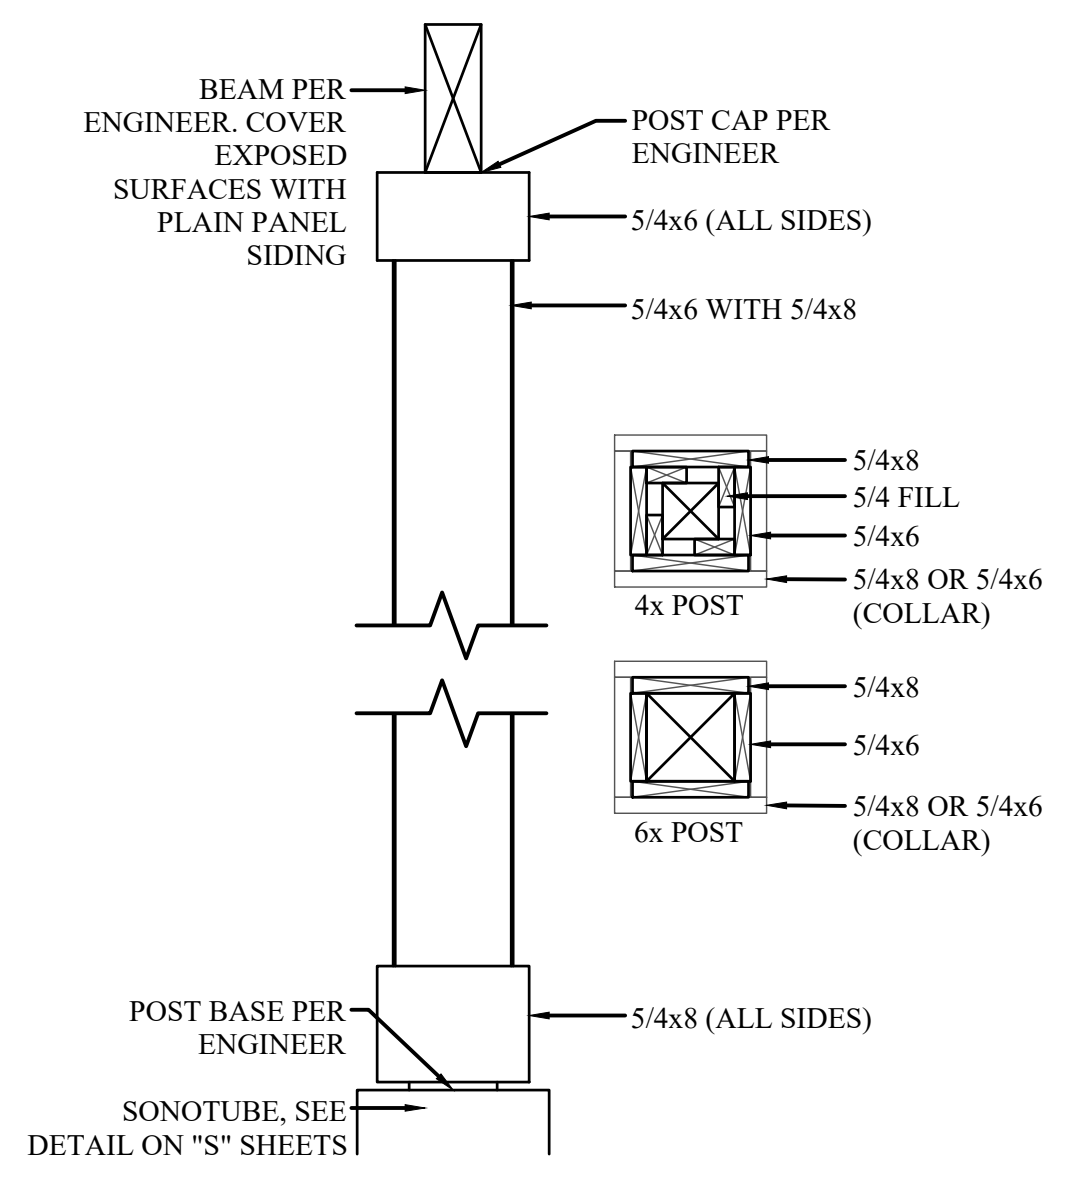 BEAM PER
ENGINEER. COVER
EXPOSED
SURFACES WITH
PLAIN PANEL
SIDING
POST CAP PER
ENGINEER
5/4x6 (ALL SIDES)
5/4x6 WITH 5/4x8
5/4x8
5/4 FILL
5/4x6
5/4x8 OR 5/4x6
(COLLAR)
4x POST
5/4x8
5/4x6
5/4x8 OR 5/4x6
(COLLAR)
6x POST
POST BASE PER
ENGINEER
5/4x8 (ALL SIDES)
SONOTUBE, SEE
DETAIL ON "S" SHEETS